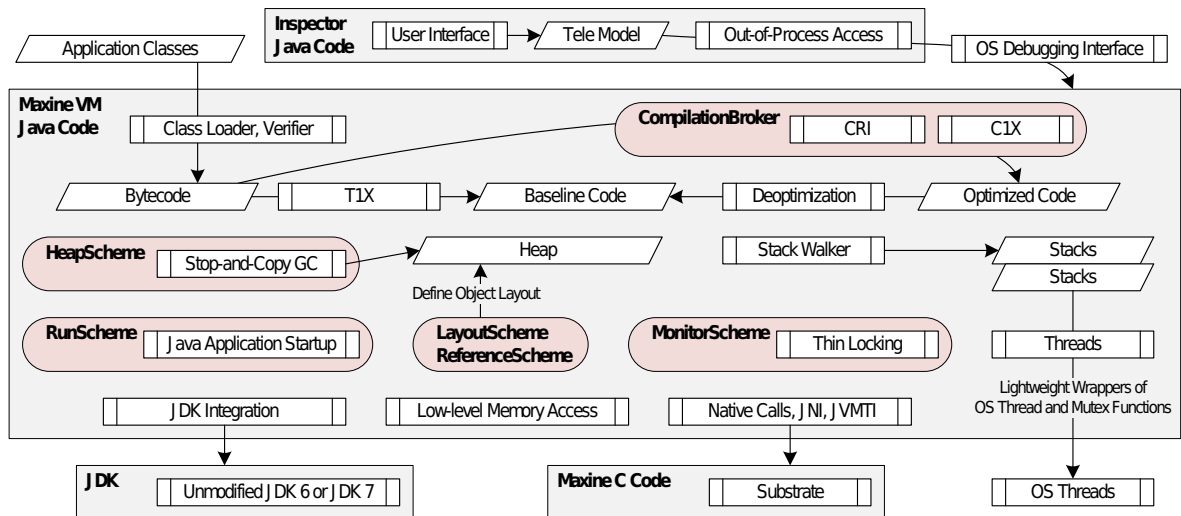 Inspector
Java Code
User Interface
Tele Model
Out-of-Process Access
Application Classes
OS Debugging Interface
Maxine VM
Java Code
Class Loader, Verifier
CompilationBroker
CRI
C1X
Bytecode
T1X
Baseline Code
Deoptimization
Optimized Code
HeapScheme
Stop-and-Copy GC
Heap
Stack Walker
Stacks
Stacks
Define Object Layout
RunScheme
Java Application Startup
LayoutScheme
ReferenceScheme
MonitorScheme
Thin Locking
Threads
Lightweight Wrappers of
OS Thread and Mutex Functions
JDK Integration
Low-level Memory Access
Native Calls, JNI, JVMTI
JDK
Unmodified JDK 6 or JDK 7
Maxine C Code
Substrate
OS Threads